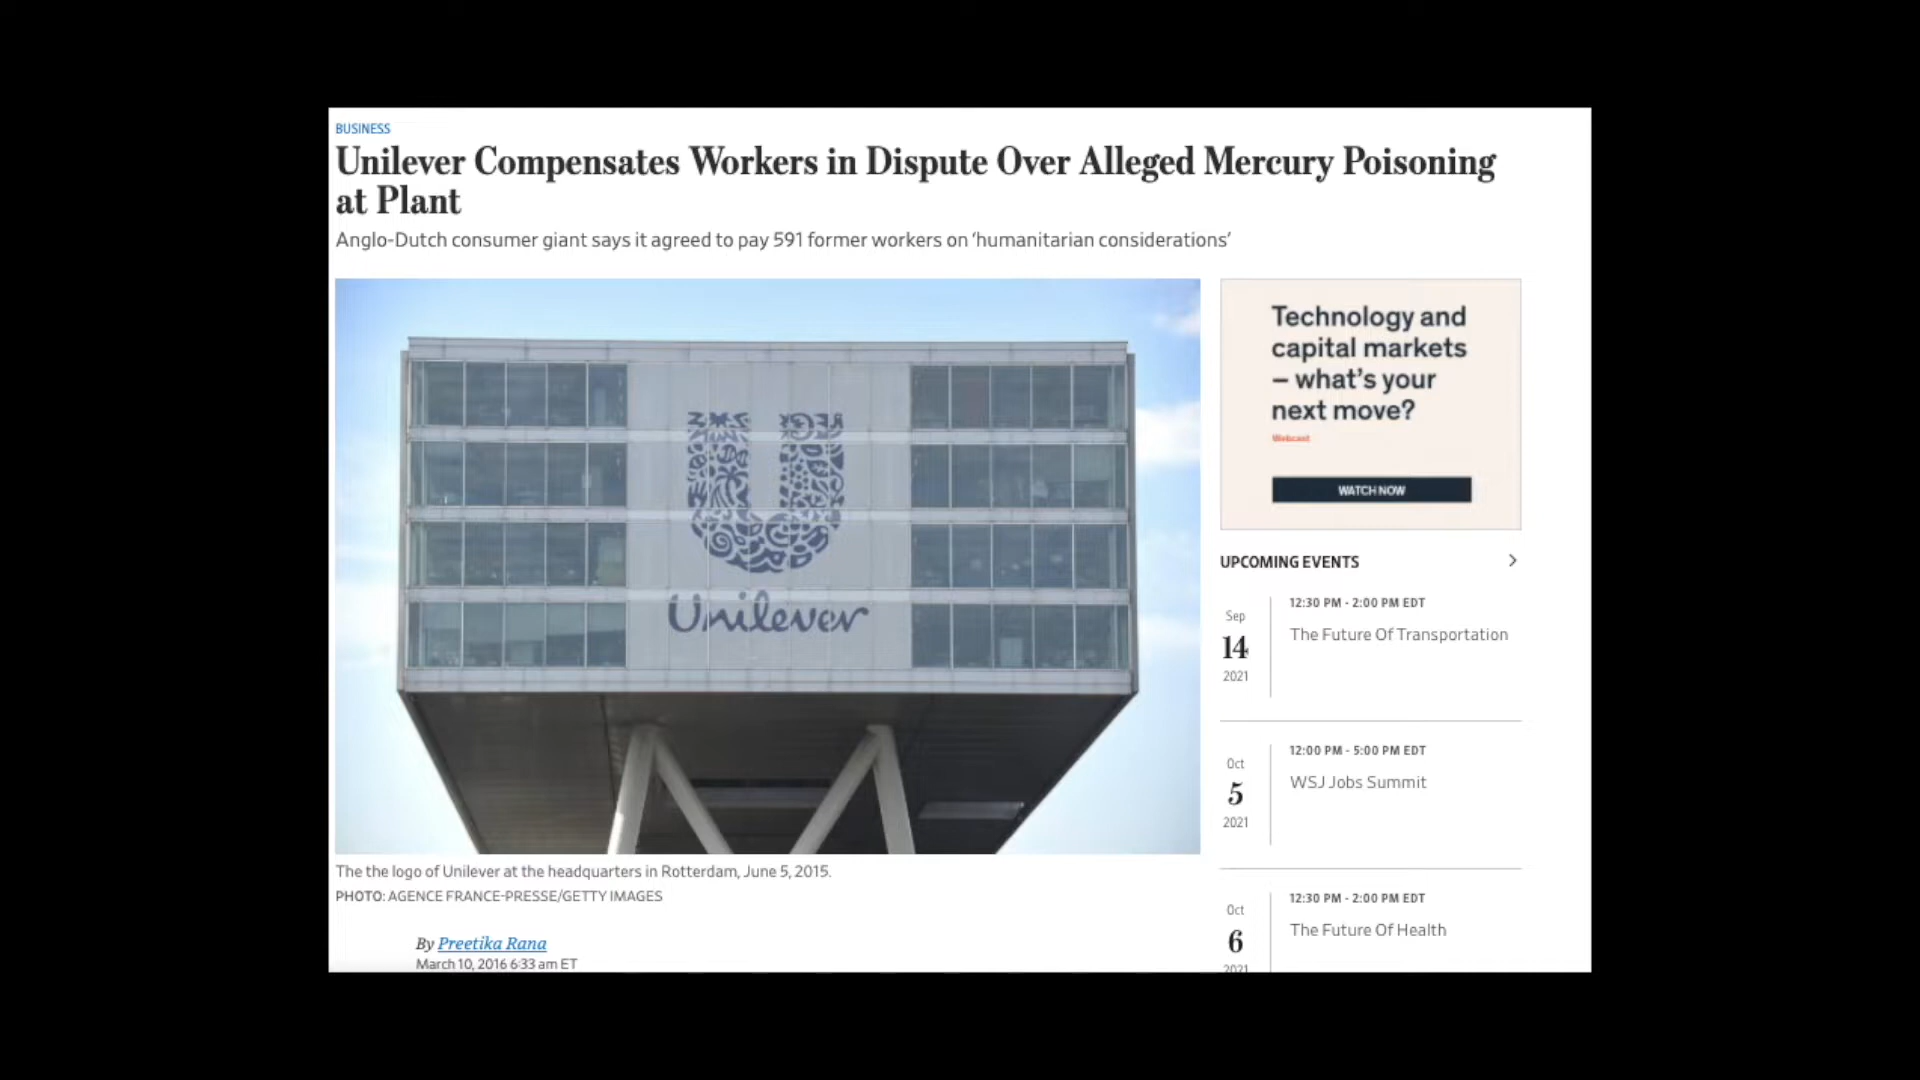 BUSINESS
Unilever Compensates Workers in Dispute Over Alleged Mercury Poisoning
at Plant
Anglo-Dutch consumer giant says it agreed to pay 591 former workers on ‘humanitarian considerations’
Unilever
The the logo of Unilever at the headquarters in Rotterdam, June 5, 2015.
PHOTO: AGENCE FRANCE-PRESSE/GETTY IMAGES
By Preetika Rana
March 10, 2016 6:33 am ET
Technology and
capital markets
– what’s your
next move?
Webcast
WATCH NOW
UPCOMING EVENTS
Sep
14
2021
12:30 PM - 2:00 PM EDT
The Future Of Transportation
Oct
5
2021
12:00 PM - 5:00 PM EDT
WSJ Jobs Summit
Oct
6
2021
12:30 PM - 2:00 PM EDT
The Future Of Health